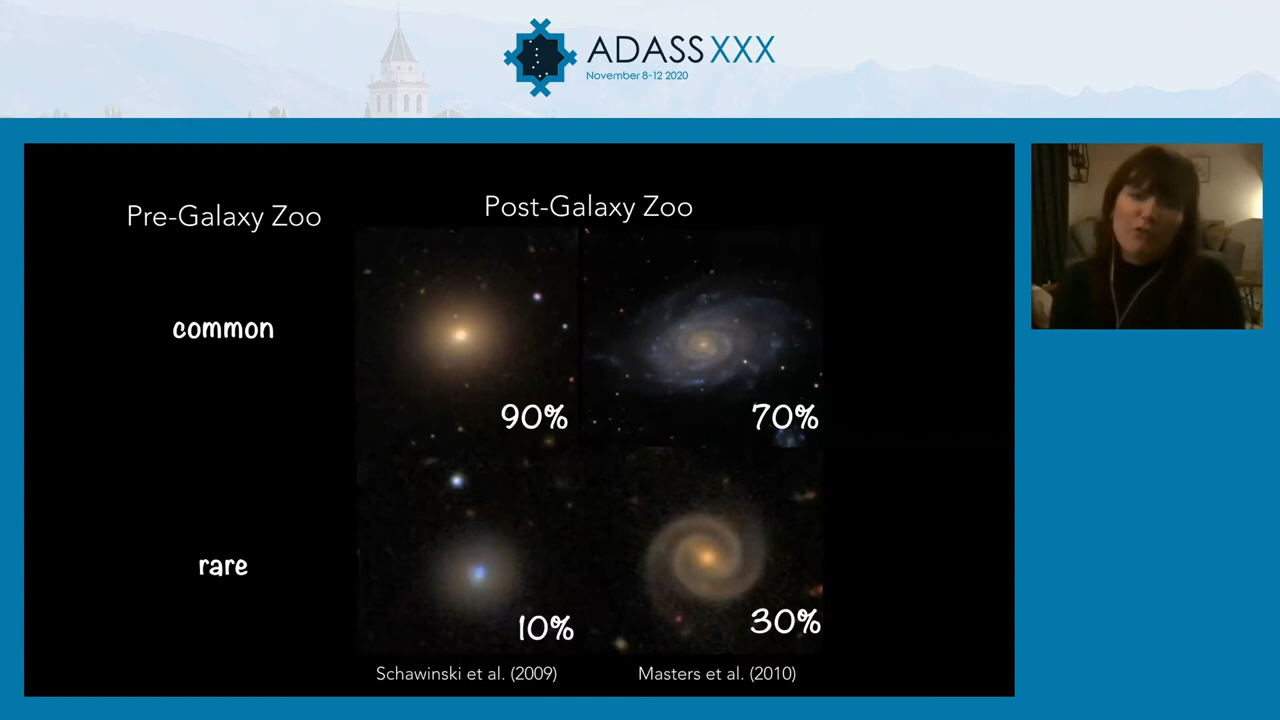 ADASS XXX
November 8-12 2020
Pre-Galaxy Zoo
Post-Galaxy Zoo
common
90%
70%
rare
10%
30%
Schawinski et al. (2009)
Masters et al. (2010)